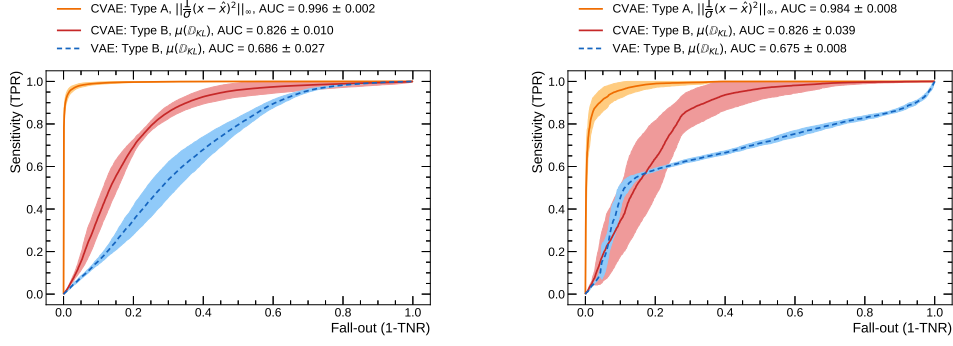 CVAE: Type A, ||1/σ(x − x̂)²||∞, AUC = 0.996 ± 0.002
CVAE: Type B, μ(𝔻KL), AUC = 0.826 ± 0.010
VAE: Type B, μ(𝔻KL), AUC = 0.686 ± 0.027
Sensitivity (TPR)
1.0
0.8
0.6
0.4
0.2
0.0
0.0 0.2 0.4 0.6 0.8 1.0
Fall-out (1-TNR)
CVAE: Type A, ||1/σ(x − x̂)²||∞, AUC = 0.984 ± 0.008
CVAE: Type B, μ(𝔻KL), AUC = 0.826 ± 0.039
VAE: Type B, μ(𝔻KL), AUC = 0.675 ± 0.008
Sensitivity (TPR)
1.0
0.8
0.6
0.4
0.2
0.0
0.0 0.2 0.4 0.6 0.8 1.0
Fall-out (1-TNR)